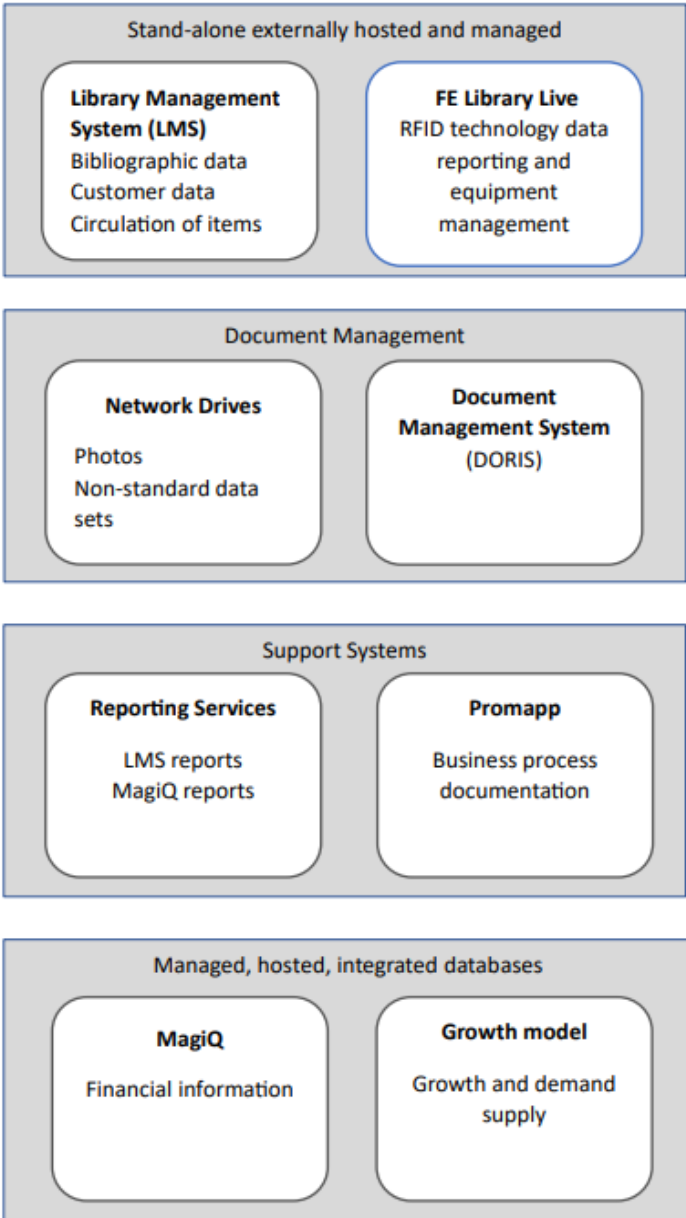 Stand-alone externally hosted and managed
Library Management
System (LMS)
Bibliographic data
Customer data
Circulation of items
FE Library Live
RFID technology data
reporting and
equipment
management
Document Management
Network Drives
Photos
Non-standard data
sets
Document
Management System
(DORIS)
Support Systems
Reporting Services
LMS reports
MagiQ reports
Promapp
Business process
documentation
Managed, hosted, integrated databases
MagiQ
Financial information
Growth model
Growth and demand
supply